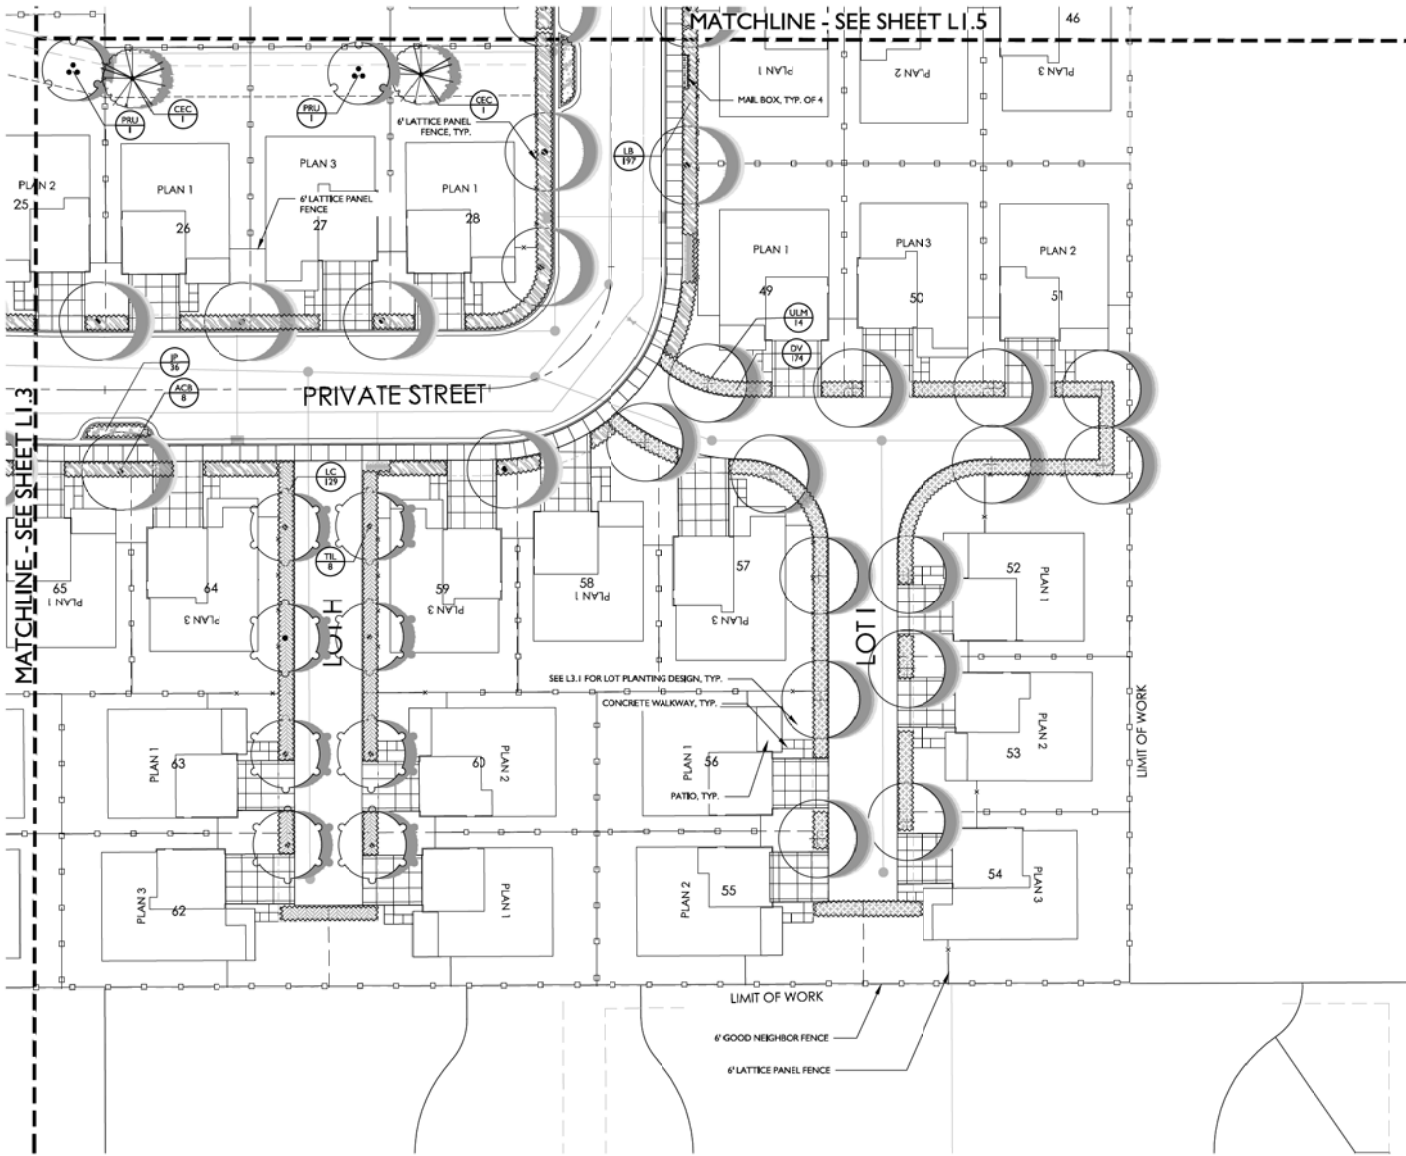 MATCHLINE - SEE SHEET L1.5
46
PLAN 1
PLAN 2
PLAN 3
MAIL BOX, TYP. OF 4
PRU
1
CEC
1
PRU
1
CEC
1
6' LATTICE PANEL
FENCE, TYP.
LB
197
PLAN 2
25
PLAN 1
26
PLAN 3
27
6' LATTICE PANEL
FENCE
PLAN 1
28
PLAN 1
49
PLAN 3
50
PLAN 2
51
ULM
14
DV
174
JP
36
ACB
8
PRIVATE STREET
MATCHLINE - SEE SHEET L1.3
LC
129
TIL
8
65
PLAN 1
64
PLAN 3
LOT H
59
PLAN 3
58
PLAN 1
57
PLAN 3
LOT I
52
PLAN 1
SEE L3.1 FOR LOT PLANTING DESIGN, TYP.
CONCRETE WALKWAY, TYP.
PATIO, TYP.
PLAN 1
63
60
PLAN 2
PLAN 1
56
53
PLAN 2
LIMIT OF WORK
PLAN 3
62
PLAN 1
PLAN 2
55
54
PLAN 3
LIMIT OF WORK
6' GOOD NEIGHBOR FENCE
6' LATTICE PANEL FENCE